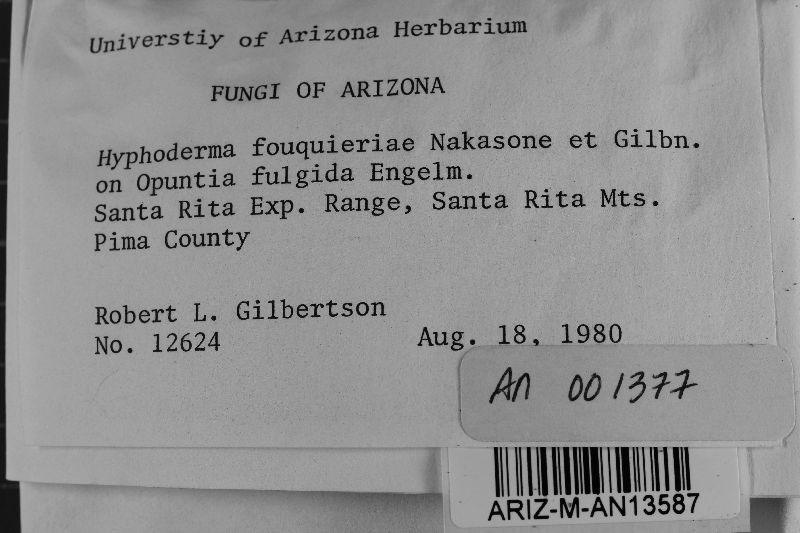 Universtiy of Arizona Herbarium
FUNGI OF ARIZONA
Hyphoderma fouquieriae Nakasone et Gilbn.
on Opuntia fulgida Engelm.
Santa Rita Exp. Range, Santa Rita Mts.
Pima County
Robert L. Gilbertson
No. 12624 Aug. 18, 1980
AN 001377
ARIZ-M-AN13587